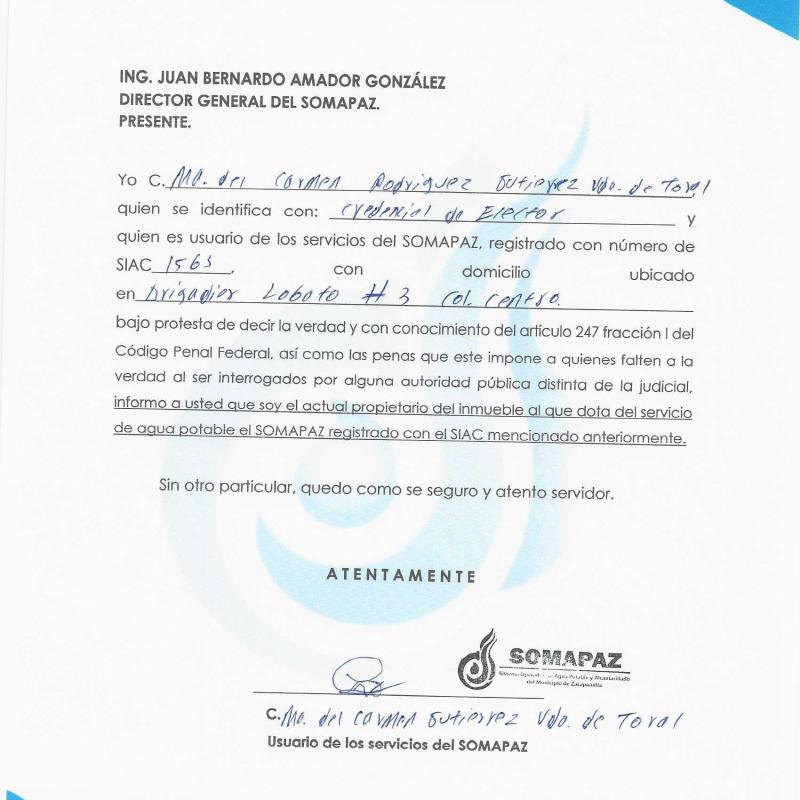 ING. JUAN BERNARDO AMADOR GONZÁLEZ
DIRECTOR GENERAL DEL SOMAPAZ.
PRESENTE.
Yo C. Ma. del Carmen Rodriguez Gutierrez Vda. de Toral
quien se identifica con: Credencial de Elector y
quien es usuario de los servicios del SOMAPAZ, registrado con número de
SIAC 1565, con domicilio ubicado
en Brigadier Lobato # 3 Col. Centro.
bajo protesta de decir la verdad y con conocimiento del artículo 247 fracción I del
Código Penal Federal, así como las penas que este impone a quienes falten a la
verdad al ser interrogados por alguna autoridad pública distinta de la judicial,
informo a usted que soy el actual propietario del inmueble al que dota del servicio
de agua potable el SOMAPAZ registrado con el SIAC mencionado anteriormente.
Sin otro particular, quedo como se seguro y atento servidor.
ATENTAMENTE
SOMAPAZ
Sistema Agua Potable y Alcantarillado
del Municipio de
C. Ma. del Carmen Gutierrez Vda. de Toral
Usuario de los servicios del SOMAPAZ